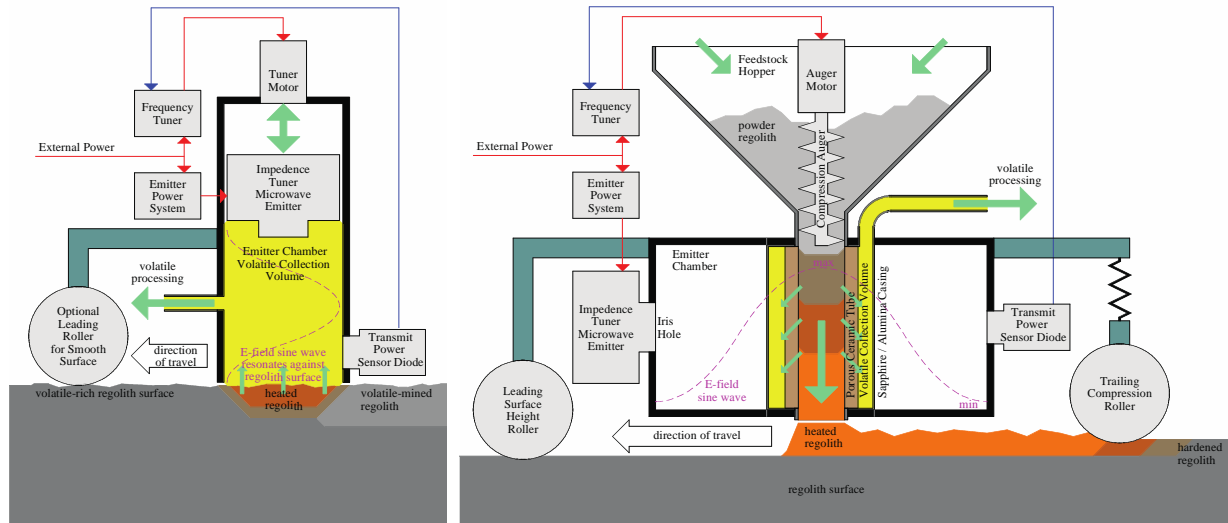 Tuner
Motor
Frequency
Tuner
External Power
Emitter
Power
System
Impedence
Tuner
Microwave
Emitter
Emitter Chamber
Volatile Collection
Volume
volatile
processing
Optional
Leading
Roller
for Smooth
Surface
direction
of travel
Transmit
Power
Sensor Diode
E-field sine wave
resonates against
regolith surface
volatile-rich regolith surface
heated
regolith
volatile-mined
regolith
Feedstock
Hopper
Auger
Motor
Frequency
Tuner
powder
regolith
Compression Auger
External Power
Emitter
Power
System
volatile
processing
Emitter
Chamber
max
Impedence
Tuner
Microwave
Emitter
Iris
Hole
Porous Ceramic Tube
Volatile Collection Volume
Sapphire / Alumina Casing
Transmit
Power
Sensor Diode
E-field
sine wave
min
Leading
Surface
Height
Roller
Trailing
Compression
Roller
direction of travel
heated
regolith
hardened
regolith
regolith surface